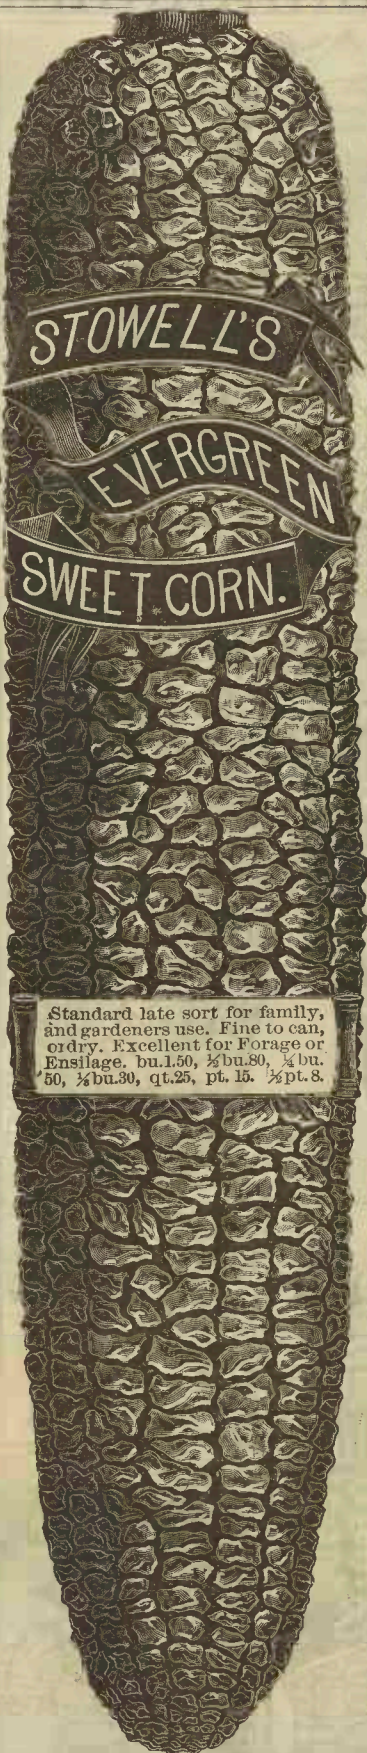 STOWELL'S
EVERGREEN
SWEET CORN.
Standard late sort for family,
and gardeners use. Fine to can,
or dry. Excellent for Forage or
Ensilage. bu.1.50, ½bu.80, ¼bu.
50, ⅛bu.30, qt.25, pt. 15. ½pt.8.